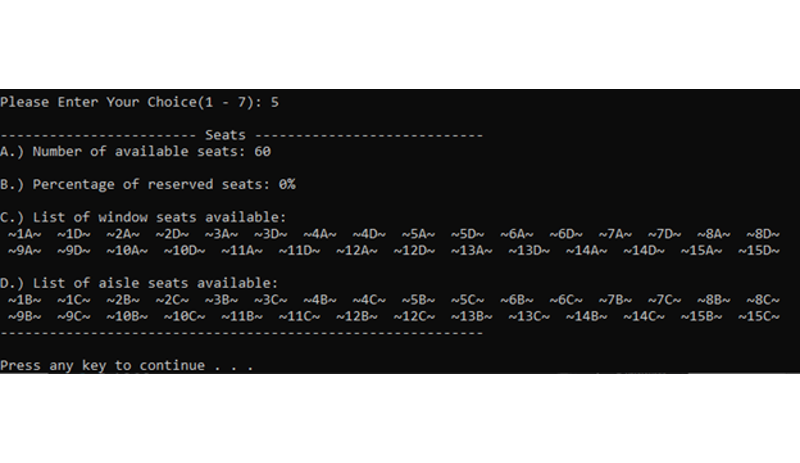 Please Enter Your Choice(1 - 7): 5
------------------------ Seats ----------------------------
A.) Number of available seats: 60
B.) Percentage of reserved seats: 0%
C.) List of window seats available:
~1A~ ~1D~ ~2A~ ~2D~ ~3A~ ~3D~ ~4A~ ~4D~ ~5A~ ~5D~ ~6A~ ~6D~ ~7A~ ~7D~ ~8A~ ~8D~
~9A~ ~9D~ ~10A~ ~10D~ ~11A~ ~11D~ ~12A~ ~12D~ ~13A~ ~13D~ ~14A~ ~14D~ ~15A~ ~15D~
D.) List of aisle seats available:
~1B~ ~1C~ ~2B~ ~2C~ ~3B~ ~3C~ ~4B~ ~4C~ ~5B~ ~5C~ ~6B~ ~6C~ ~7B~ ~7C~ ~8B~ ~8C~
~9B~ ~9C~ ~10B~ ~10C~ ~11B~ ~11C~ ~12B~ ~12C~ ~13B~ ~13C~ ~14B~ ~14C~ ~15B~ ~15C~
-----------------------------------------------------------
Press any key to continue . . .